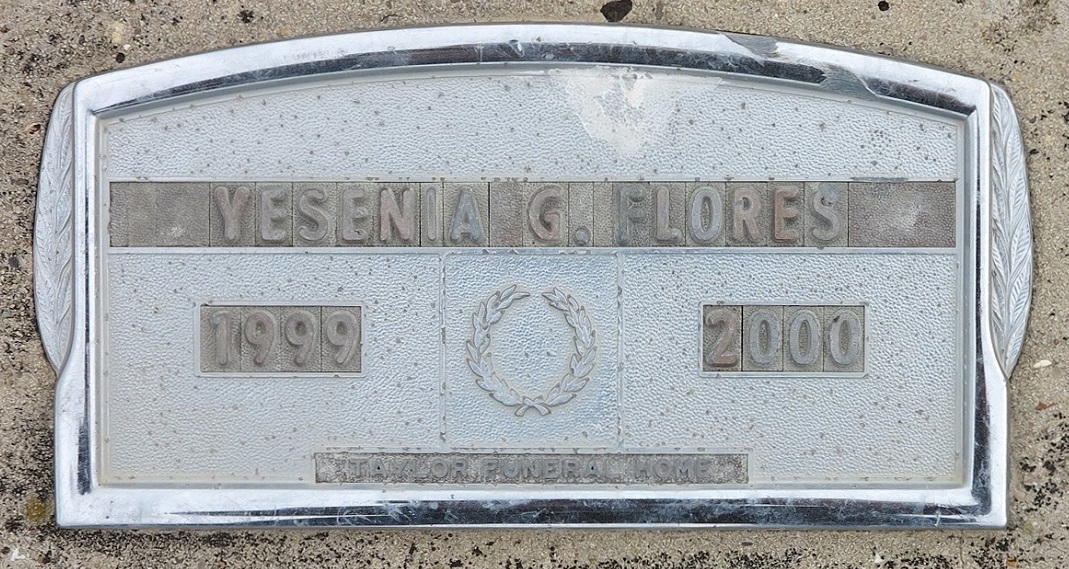 YESENIA G. FLORES
1999 2000
TAYLOR FUNERAL HOME